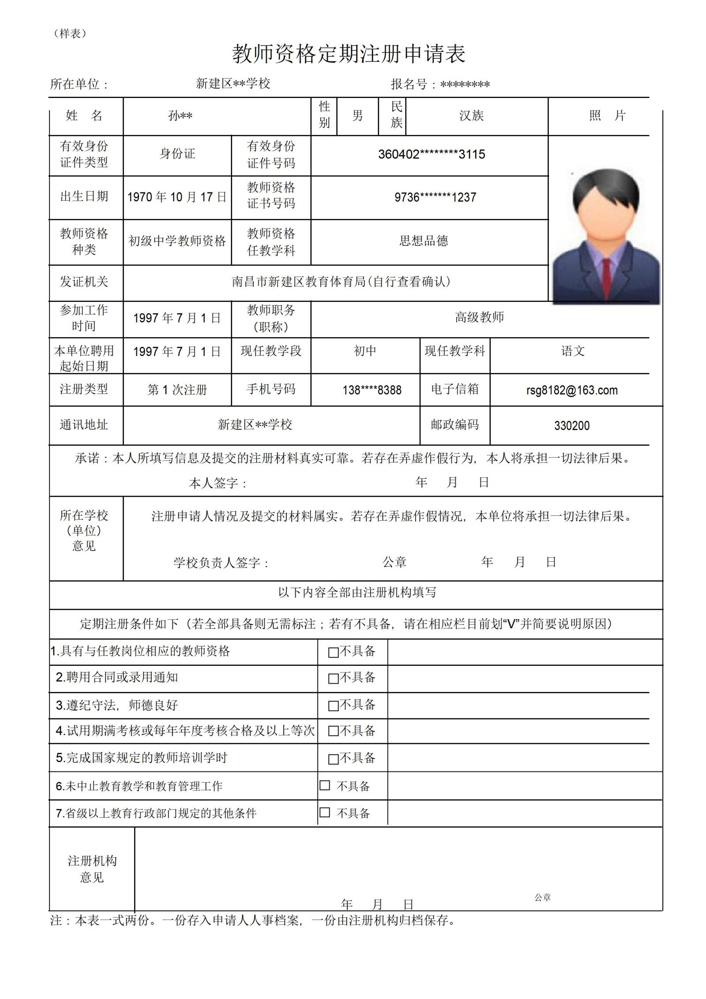 （样表）
教师资格定期注册申请表
所在单位： 新建区**学校 报名号：********
姓 名 孙** 性别 男 民族 汉族 照 片
有效身份证件类型 身份证 有效身份证件号码 360402********3115
出生日期 1970 年 10 月 17 日 教师资格证书号码 9736*******1237
教师资格种类 初级中学教师资格 教师资格任教学科 思想品德
发证机关 南昌市新建区教育体育局(自行查看确认)
参加工作时间 1997 年 7 月 1 日 教师职务（职称） 高级教师
本单位聘用起始日期 1997 年 7 月 1 日 现任教学段 初中 现任教学科 语文
注册类型 第 1 次注册 手机号码 138****8388 电子信箱 rsg8182@163.com
通讯地址 新建区**学校 邮政编码 330200
承诺：本人所填写信息及提交的注册材料真实可靠。若存在弄虚作假行为，本人将承担一切法律后果。
本人签字： 年 月 日
所在学校（单位）意见
注册申请人情况及提交的材料属实。若存在弄虚作假情况，本单位将承担一切法律后果。
学校负责人签字： 公章 年 月 日
以下内容全部由注册机构填写
定期注册条件如下（若全部具备则无需标注；若有不具备，请在相应栏目前划“V”并简要说明原因）
1.具有与任教岗位相应的教师资格 □不具备
2.聘用合同或录用通知 □不具备
3.遵纪守法，师德良好 □不具备
4.试用期满考核或每年年度考核合格及以上等次 □不具备
5.完成国家规定的教师培训学时 □不具备
6.未中止教育教学和教育管理工作 □ 不具备
7.省级以上教育行政部门规定的其他条件 □ 不具备
注册机构意见
公章
年 月 日
注：本表一式两份。一份存入申请人人事档案，一份由注册机构归档保存。